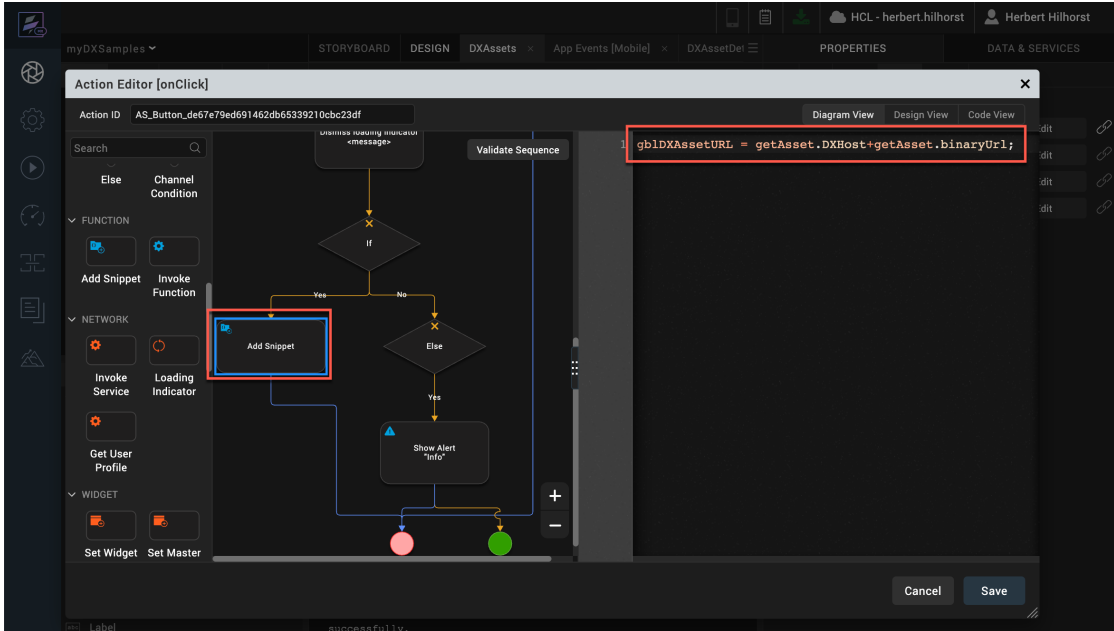 HCL - herbert.hilhorst
Herbert Hilhorst
myDXSamples
STORYBOARD
DESIGN
DXAssets ×
App Events [Mobile] ×
PROPERTIES
DATA & SERVICES
Action Editor [onClick]
Action ID
AS_Button_de67e79ed691462db65339210cbc23df
Diagram View
Design View
Code View
Search
Else
Channel
Condition
FUNCTION
Add Snippet
Invoke
Function
NETWORK
Invoke
Service
Loading
Indicator
Get User
Profile
WIDGET
Set Widget
Set Master
Dismiss loading indicator
<message>
Validate Sequence
If
Yes
No
Add Snippet
Else
Yes
Show Alert
"Info"
+
−
1 gblDXAssetURL = getAsset.DXHost+getAsset.binaryUrl;
Cancel
Save
Label
successfully.